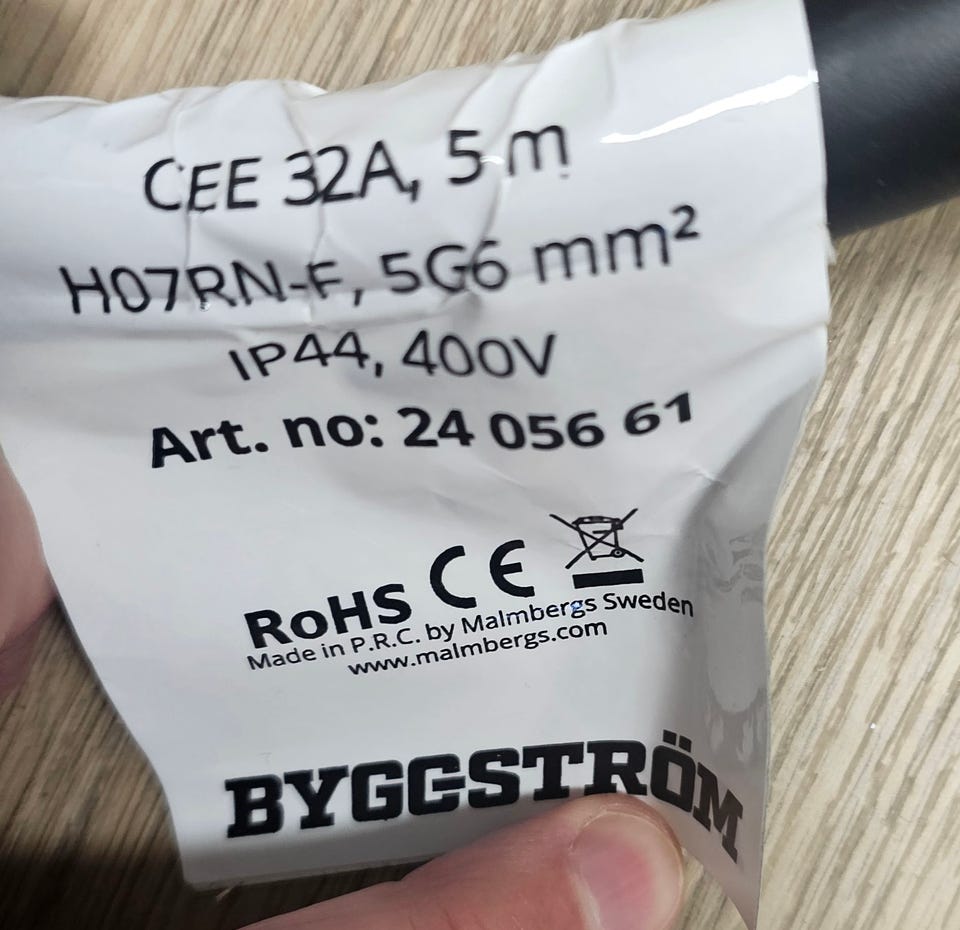 CEE 32A, 5 m
H07RN-F, 5G6 mm²
IP44, 400V
Art. no: 24 056 61
RoHS CE
Made in P.R.C. by Malmbergs Sweden
www.malmbergs.com
BYGGSTRÖM